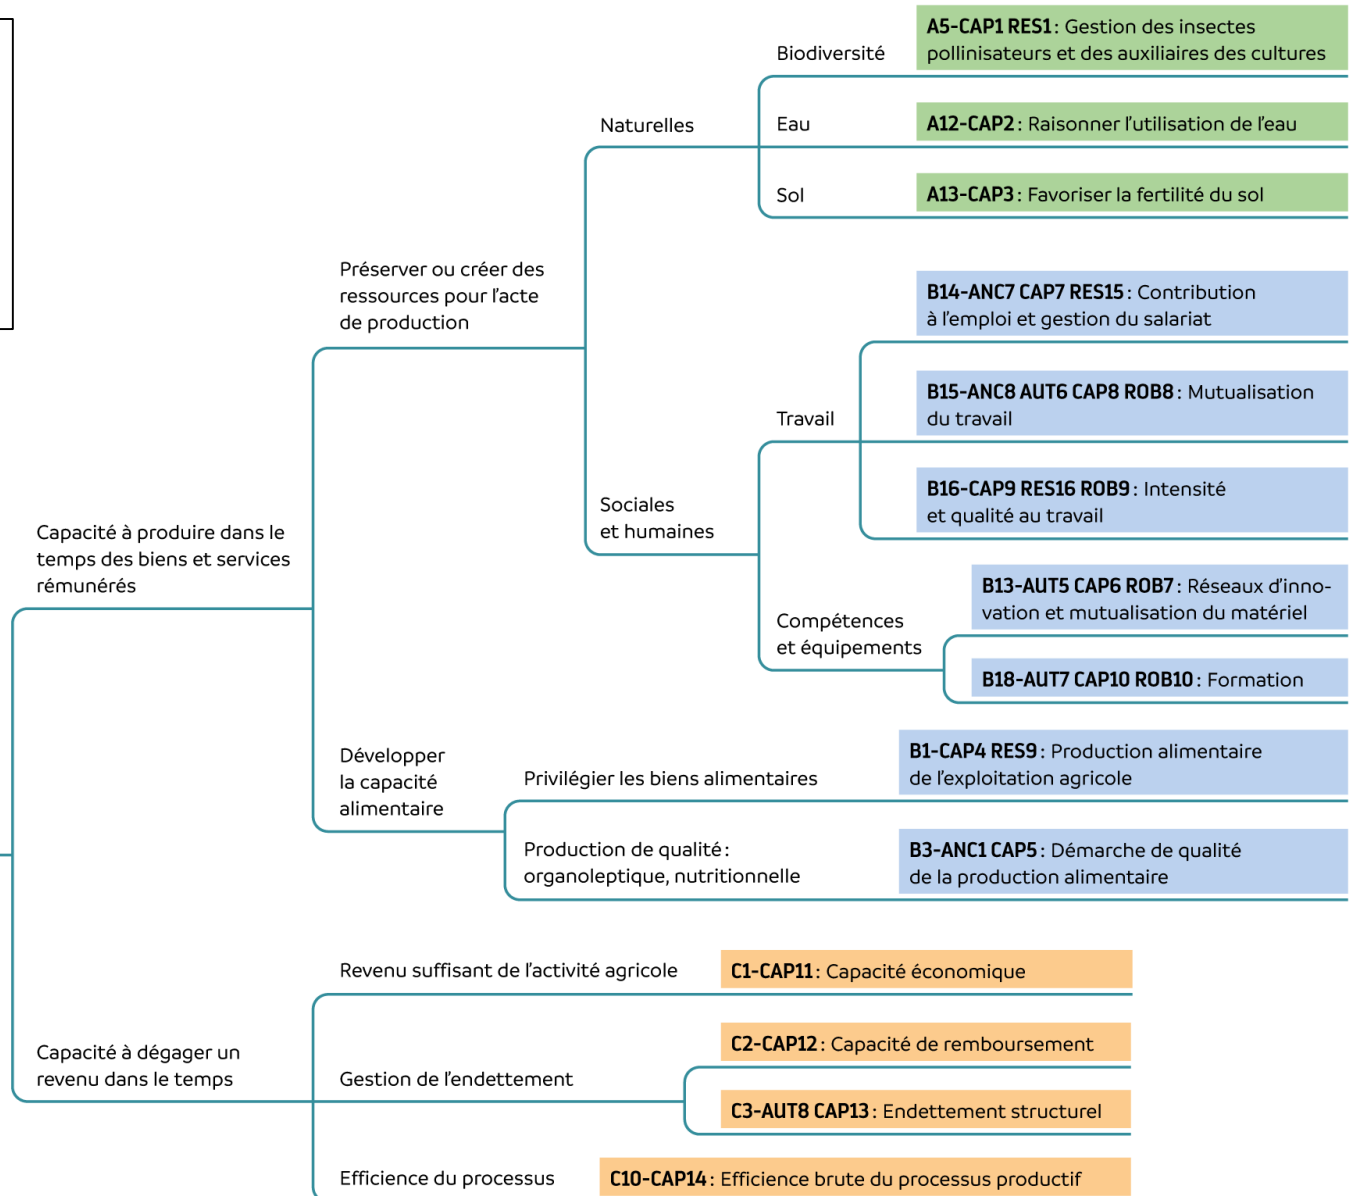 A5-CAP1 RES1 : Gestion des insectes
pollinisateurs et des auxiliaires des cultures
Biodiversité
Naturelles
Eau
A12-CAP2 : Raisonner l’utilisation de l’eau
Sol
A13-CAP3 : Favoriser la fertilité du sol
Préserver ou créer des
ressources pour l’acte
de production
B14-ANC7 CAP7 RES15 : Contribution
à l’emploi et gestion du salariat
Travail
B15-ANC8 AUT6 CAP8 ROB8 : Mutualisation
du travail
Sociales
et humaines
B16-CAP9 RES16 ROB9 : Intensité
et qualité au travail
Capacité à produire dans le
temps des biens et services
rémunérés
Compétences
et équipements
B13-AUT5 CAP6 ROB7 : Réseaux d’inno-
vation et mutualisation du matériel
B18-AUT7 CAP10 ROB10 : Formation
Développer
la capacité
alimentaire
Privilégier les biens alimentaires
B1-CAP4 RES9 : Production alimentaire
de l’exploitation agricole
Production de qualité :
organoleptique, nutritionnelle
B3-ANC1 CAP5 : Démarche de qualité
de la production alimentaire
Revenu suffisant de l’activité agricole
C1-CAP11 : Capacité économique
Capacité à dégager un
revenu dans le temps
Gestion de l’endettement
C2-CAP12 : Capacité de remboursement
C3-AUT8 CAP13 : Endettement structurel
Efficience du processus
C10-CAP14 : Efficience brute du processus productif